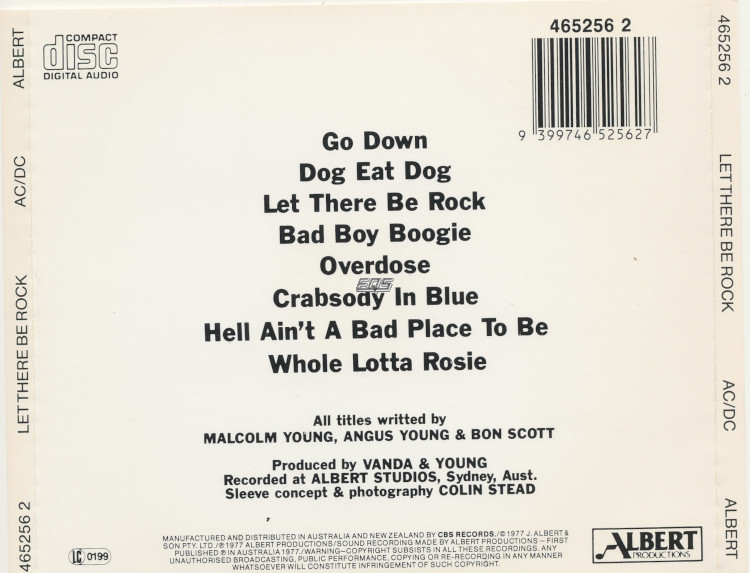 COMPACT
disc
DIGITAL AUDIO
465256 2
9 399746 525627
Go Down
Dog Eat Dog
Let There Be Rock
Bad Boy Boogie
Overdose
EQS
Crabsody In Blue
Hell Ain't A Bad Place To Be
Whole Lotta Rosie
All titles writted by
MALCOLM YOUNG, ANGUS YOUNG & BON SCOTT
Produced by VANDA & YOUNG
Recorded at ALBERT STUDIOS, Sydney, Aust.
Sleeve concept & photography COLIN STEAD
MANUFACTURED AND DISTRIBUTED IN AUSTRALIA AND NEW ZEALAND BY CBS RECORDS./©1977 J. ALBERT &
SON PTY. LTD./℗1977 ALBERT PRODUCTIONS/SOUND RECORDING MADE BY ALBERT PRODUCTIONS – FIRST
PUBLISHED ℗ IN AUSTRALIA 1977./WARNING–COPYRIGHT SUBSISTS IN ALL THESE RECORDINGS. ANY
UNAUTHORISED BROADCASTING, PUBLIC PERFORMANCE, COPYING OR RE-RECORDING IN ANY MANNER
WHATSOEVER WILL CONSTITUTE INFRINGEMENT OF SUCH COPYRIGHT.
LC 0199
ALBERT
PRODUCTIONS
465256 2 LET THERE BE ROCK AC/DC ALBERT
465256 2 LET THERE BE ROCK AC/DC ALBERT